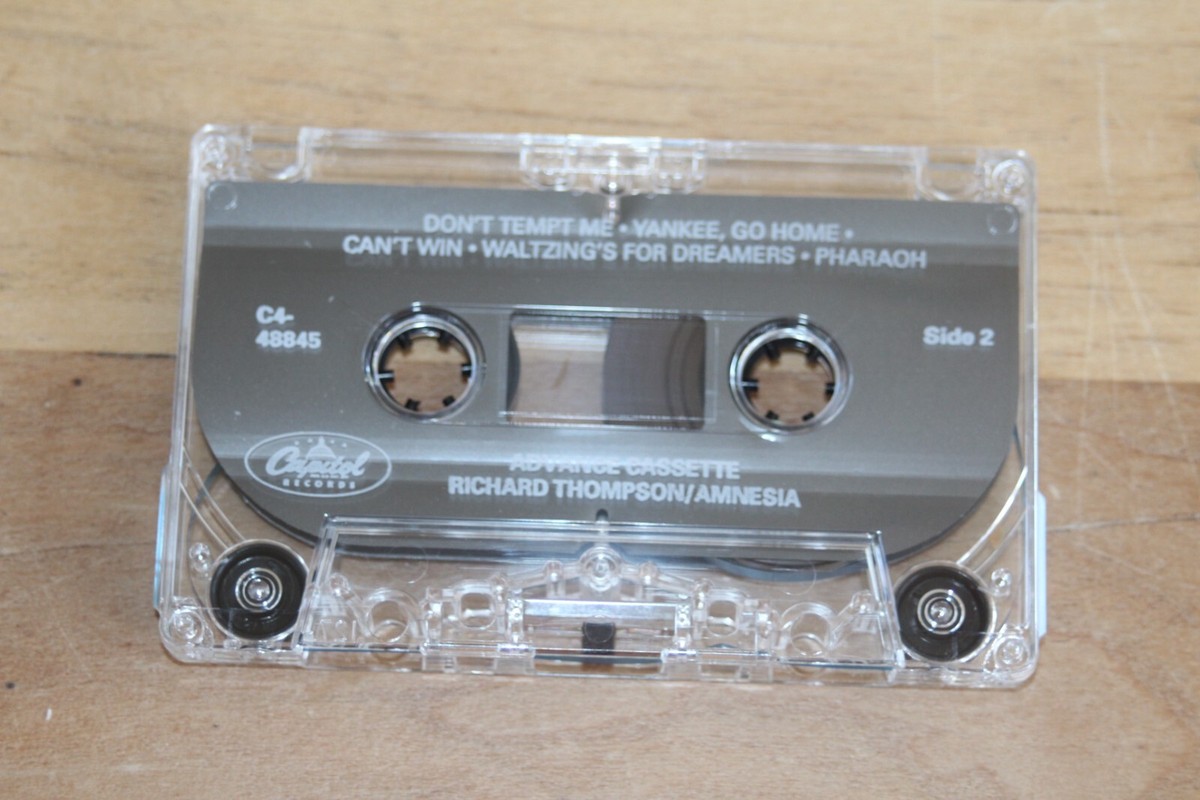 DON'T TEMPT ME • YANKEE, GO HOME •
CAN'T WIN • WALTZING'S FOR DREAMERS • PHARAOH
C4-
48845
Side 2
Capitol
RECORDS
ADVANCE CASSETTE
RICHARD THOMPSON/AMNESIA